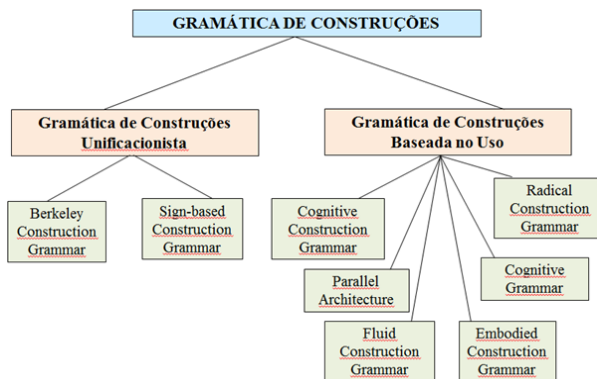 GRAMÁTICA DE CONSTRUÇÕES
Gramática de Construções
Unificacionista
Gramática de Construções
Baseada no Uso
Berkeley
Construction
Grammar
Sign-based
Construction
Grammar
Cognitive
Construction
Grammar
Radical
Construction
Grammar
Parallel
Architecture
Cognitive
Grammar
Fluid
Construction
Grammar
Embodied
Construction
Grammar